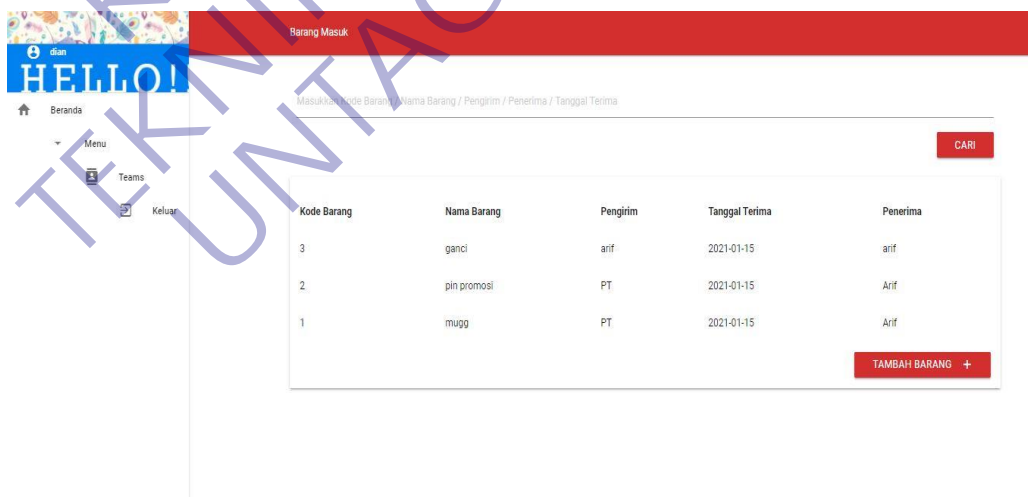 Barang Masuk
dian
HELLO!
Beranda
Menu
Teams
Keluar
Masukkan Kode Barang / Nama Barang / Pengirim / Penerima / Tanggal Terima
CARI
Kode Barang Nama Barang Pengirim Tanggal Terima Penerima
3 ganci arif 2021-01-15 arif
2 pin promosi PT 2021-01-15 Arif
1 mugg PT 2021-01-15 Arif
TAMBAH BARANG +